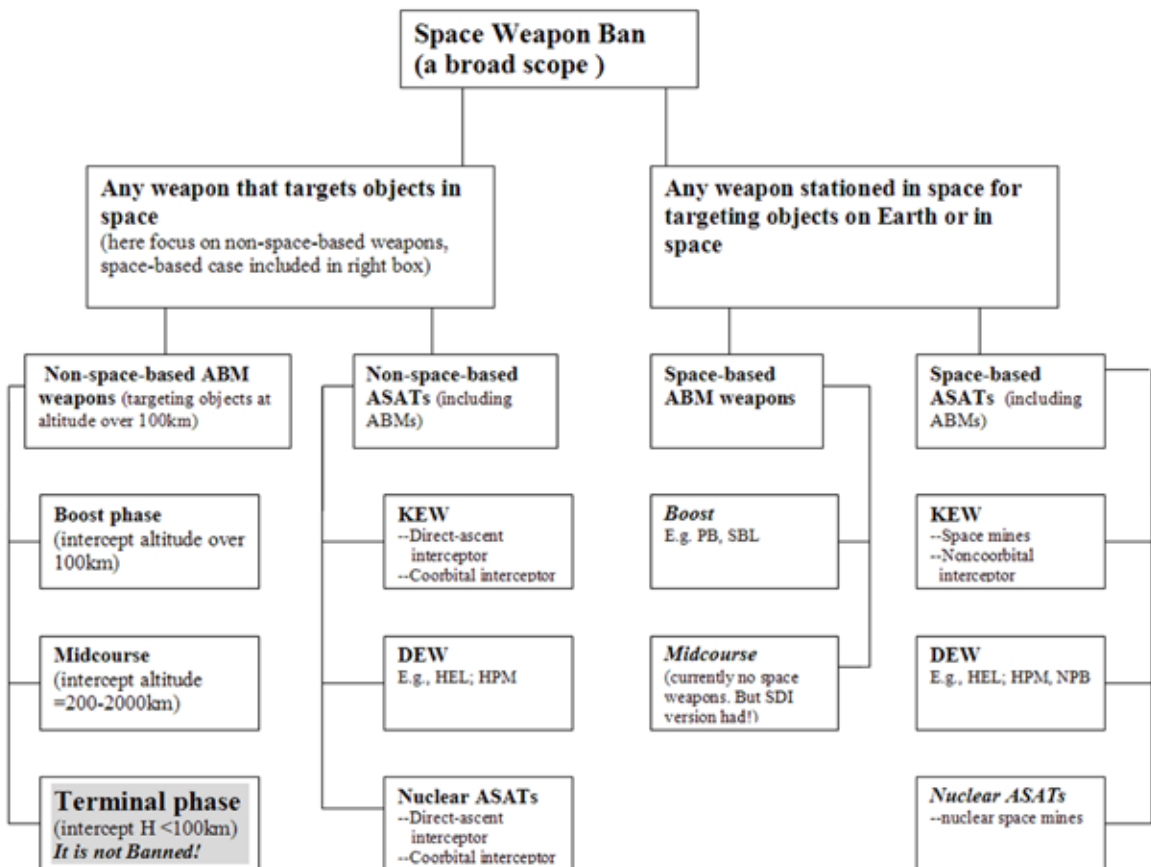 Space Weapon Ban
(a broad scope )
Any weapon that targets objects in
space
(here focus on non-space-based weapons,
space-based case included in right box)
Any weapon stationed in space for
targeting objects on Earth or in
space
Non-space-based ABM
weapons (targeting objects at
altitude over 100km)
Non-space-based
ASATs (including
ABMs)
Space-based
ABM weapons
Space-based
ASATs (including
ABMs)
Boost phase
(intercept altitude over
100km)
KEW
--Direct-ascent
interceptor
--Coorbital interceptor
Boost
E.g. PB, SBL
KEW
--Space mines
--Noncoorbital
interceptor
Midcourse
(intercept altitude
=200-2000km)
DEW
E.g., HEL; HPM
Midcourse
(currently no space
weapons. But SDI
version had!)
DEW
E.g., HEL; HPM, NPB
Terminal phase
(intercept H <100km)
It is not Banned!
Nuclear ASATs
--Direct-ascent
interceptor
--Coorbital interceptor
Nuclear ASATs
--nuclear space mines